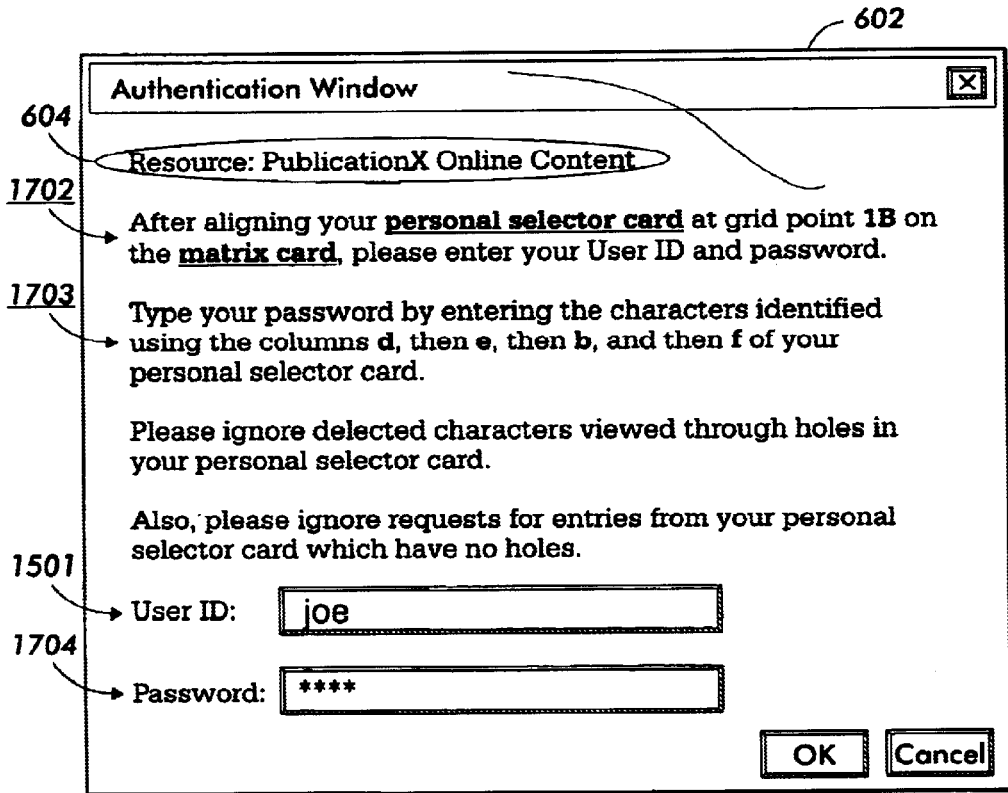 602
Authentication Window
604
Resource: PublicationX Online Content
1702
After aligning your personal selector card at grid point 1B on
the matrix card, please enter your User ID and password.
1703
Type your password by entering the characters identified
using the columns d, then e, then b, and then f of your
personal selector card.
Please ignore delected characters viewed through holes in
your personal selector card.
Also, please ignore requests for entries from your personal
selector card which have no holes.
1501
User ID: joe
1704
Password: ****
OK Cancel